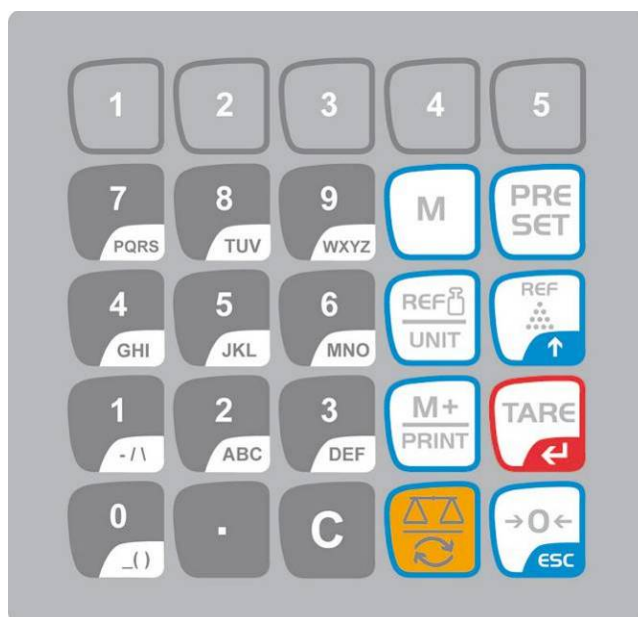 1 2 3 4 5
7 8 9 M PRE
PQRS TUV WXYZ SET
4 5 6 REF REF
GHI JKL MNO UNIT ↑
1 2 3 M+ TARE
- / \ ABC DEF PRINT ↵
0 . C →0←
_( ) ESC